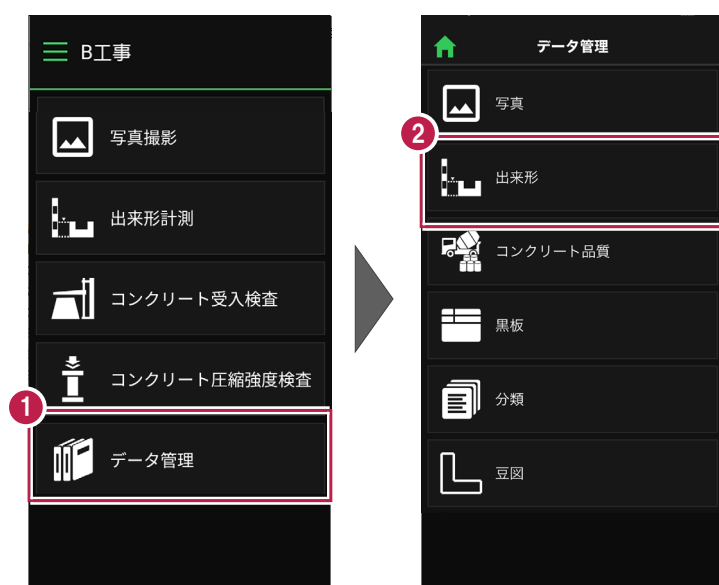 B工事
写真撮影
出来形計測
コンクリート受入検査
コンクリート圧縮強度検査
1
データ管理
データ管理
写真
2
出来形
コンクリート品質
黒板
分類
豆図